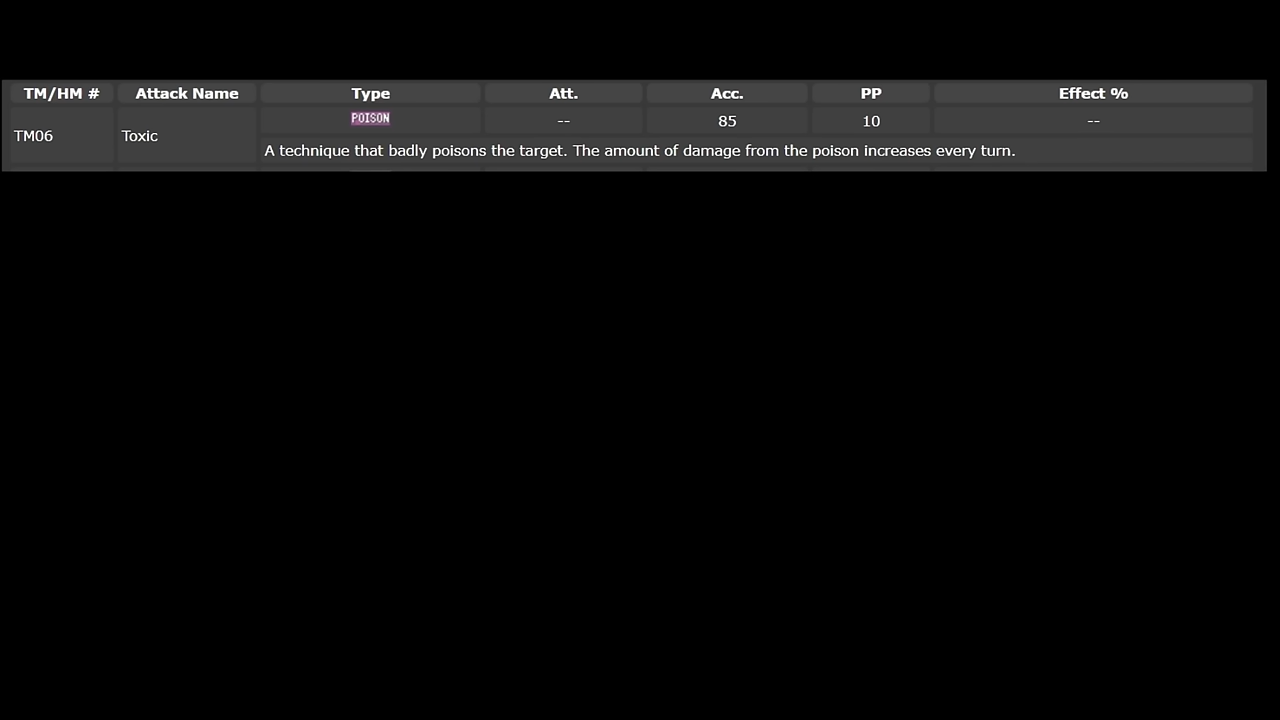 TM/HM # Attack Name Type Att. Acc. PP Effect %
TM06 Toxic POISON -- 85 10 --
A technique that badly poisons the target. The amount of damage from the poison increases every turn.